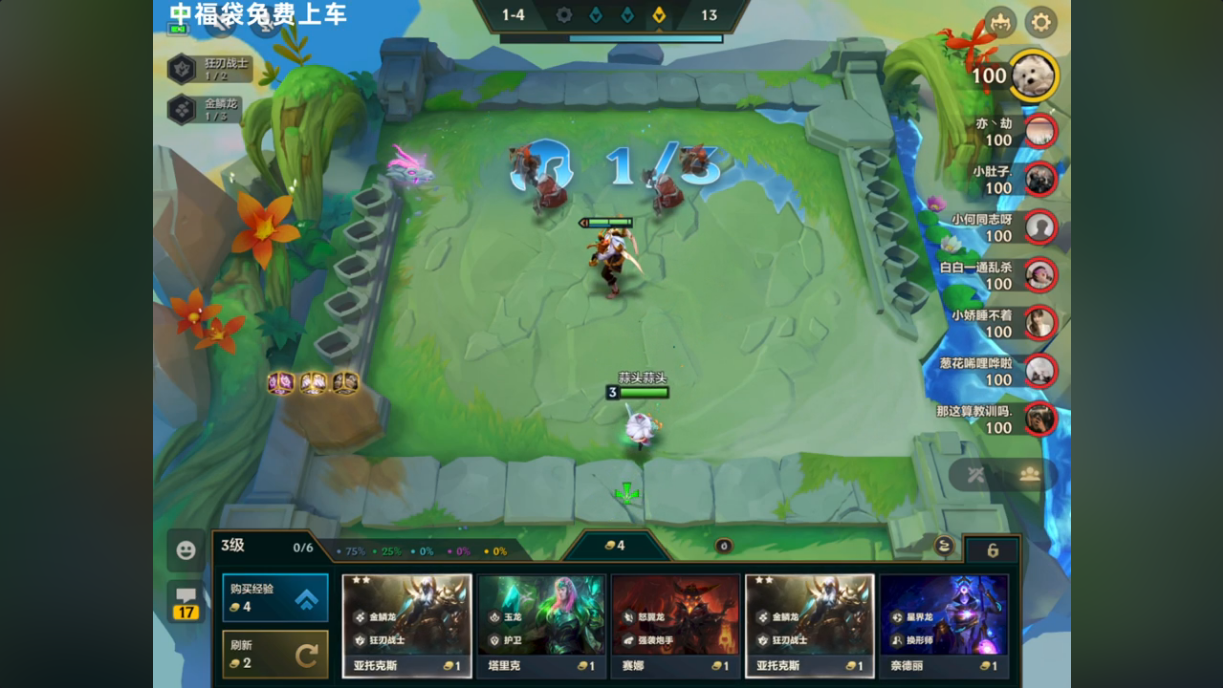 中福袋免费上车
1-4
13
狂刃战士
1 / 2
金鳞龙
1 / 3
1/3
100
亦丶劫
100
小肚子.
100
小何同志呀
100
白白一通乱杀
100
小娇睡不着
100
葱花唏哩哗啦
100
那这算教训吗.
100
蒜头蒜头
3
17
3级
0/6
75% 25% 0% 0% 0%
4
0
6
购买经验
4
刷新
2
金鳞龙
狂刃战士
亚托克斯 1
玉龙
护卫
塔里克 1
怒翼龙
强袭炮手
赛娜 1
金鳞龙
狂刃战士
亚托克斯 1
星界龙
换形师
奈德丽 1